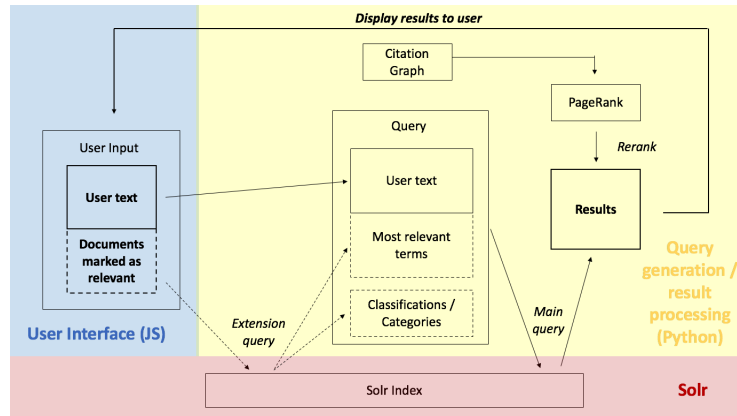 Display results to user
Citation
Graph
PageRank
Query
User Input
Rerank
User text
User text
Results
Documents
marked as
relevant
Most relevant
terms
Query
generation /
result
processing
(Python)
Classifications /
Categories
Extension
query
Main
query
User Interface (JS)
Solr Index
Solr